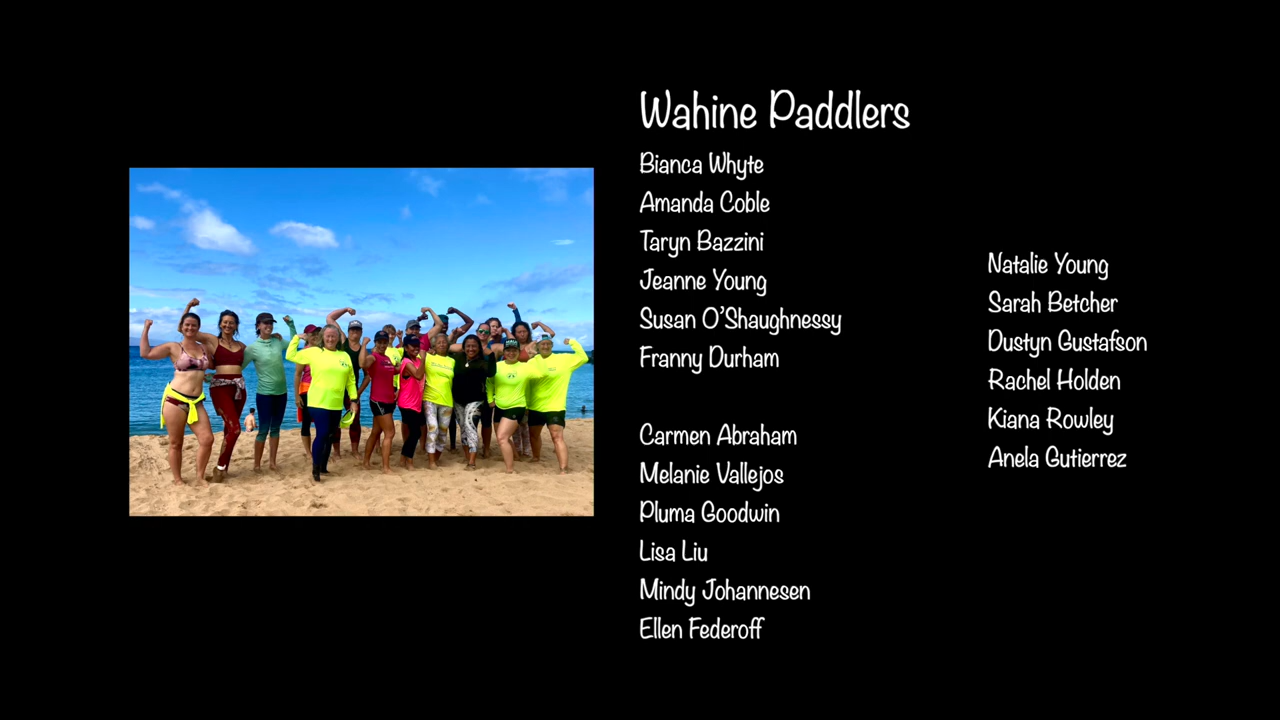 Wahine Paddlers
Bianca Whyte
Amanda Coble
Taryn Bazzini
Jeanne Young
Susan O'Shaughnessy
Franny Durham
Carmen Abraham
Melanie Vallejos
Pluma Goodwin
Lisa Liu
Mindy Johannesen
Ellen Federoff
Natalie Young
Sarah Betcher
Dustyn Gustafson
Rachel Holden
Kiana Rowley
Anela Gutierrez